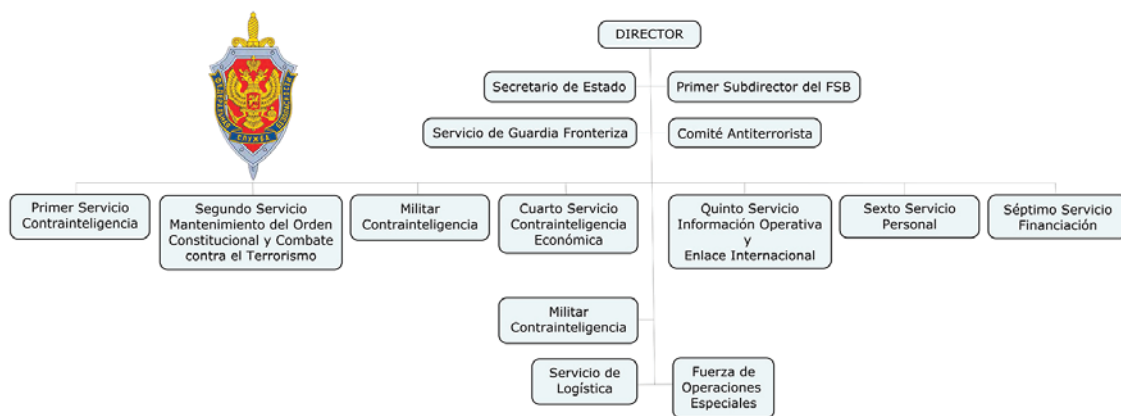 DIRECTOR
Secretario de Estado
Primer Subdirector del FSB
Servicio de Guardia Fronteriza
Comité Antiterrorista
Primer Servicio
Contrainteligencia
Segundo Servicio
Mantenimiento del Orden
Constitucional y Combate
contra el Terrorismo
Militar
Contrainteligencia
Cuarto Servicio
Contrainteligencia
Económica
Quinto Servicio
Información Operativa
y
Enlace Internacional
Sexto Servicio
Personal
Séptimo Servicio
Financiación
Militar
Contrainteligencia
Servicio de
Logística
Fuerza de
Operaciones
Especiales